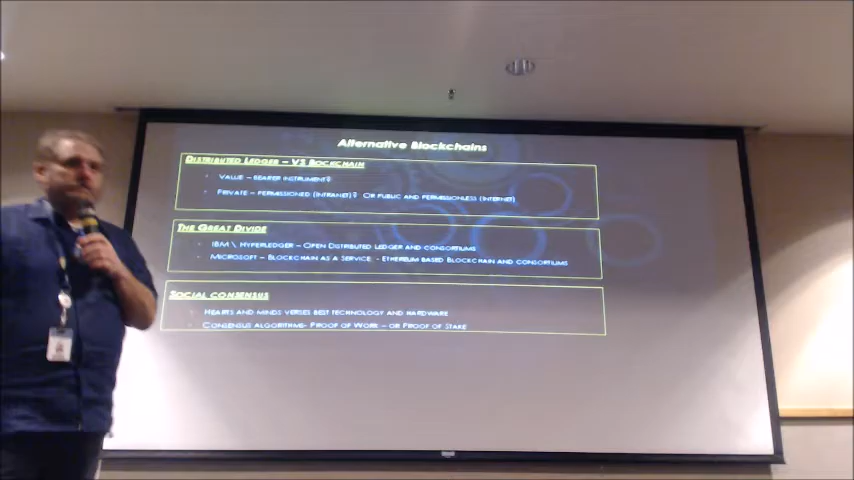 Alternative Blockchains
Distributed Ledger – VS Bockchain
Value – bearer instrument?
Private – permissioned (intranet)? Or public and permissionless (internet)
The Great Divide
IBM \ Hyperledger – Open Distributed Ledger and consortiums
Microsoft – Blockchain as a Service - Ethereum based Blockchain and consortiums
Social consensus
Hearts and minds verses best technology and hardware
Consensus algorithms- Proof of Work – or Proof of Stake